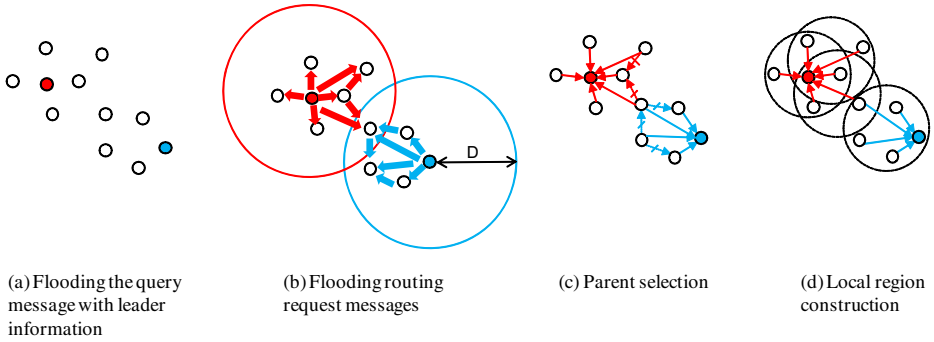 D
(a) Flooding the query
message with leader
information
(b) Flooding routing
request messages
(c) Parent selection
(d) Local region
construction